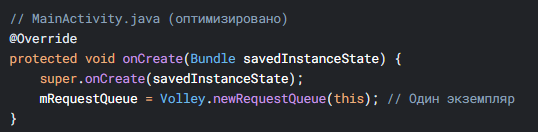 // MainActivity.java (оптимизировано)
@Override
protected void onCreate(Bundle savedInstanceState) {
    super.onCreate(savedInstanceState);
    mRequestQueue = Volley.newRequestQueue(this); // Один экземпляр
}